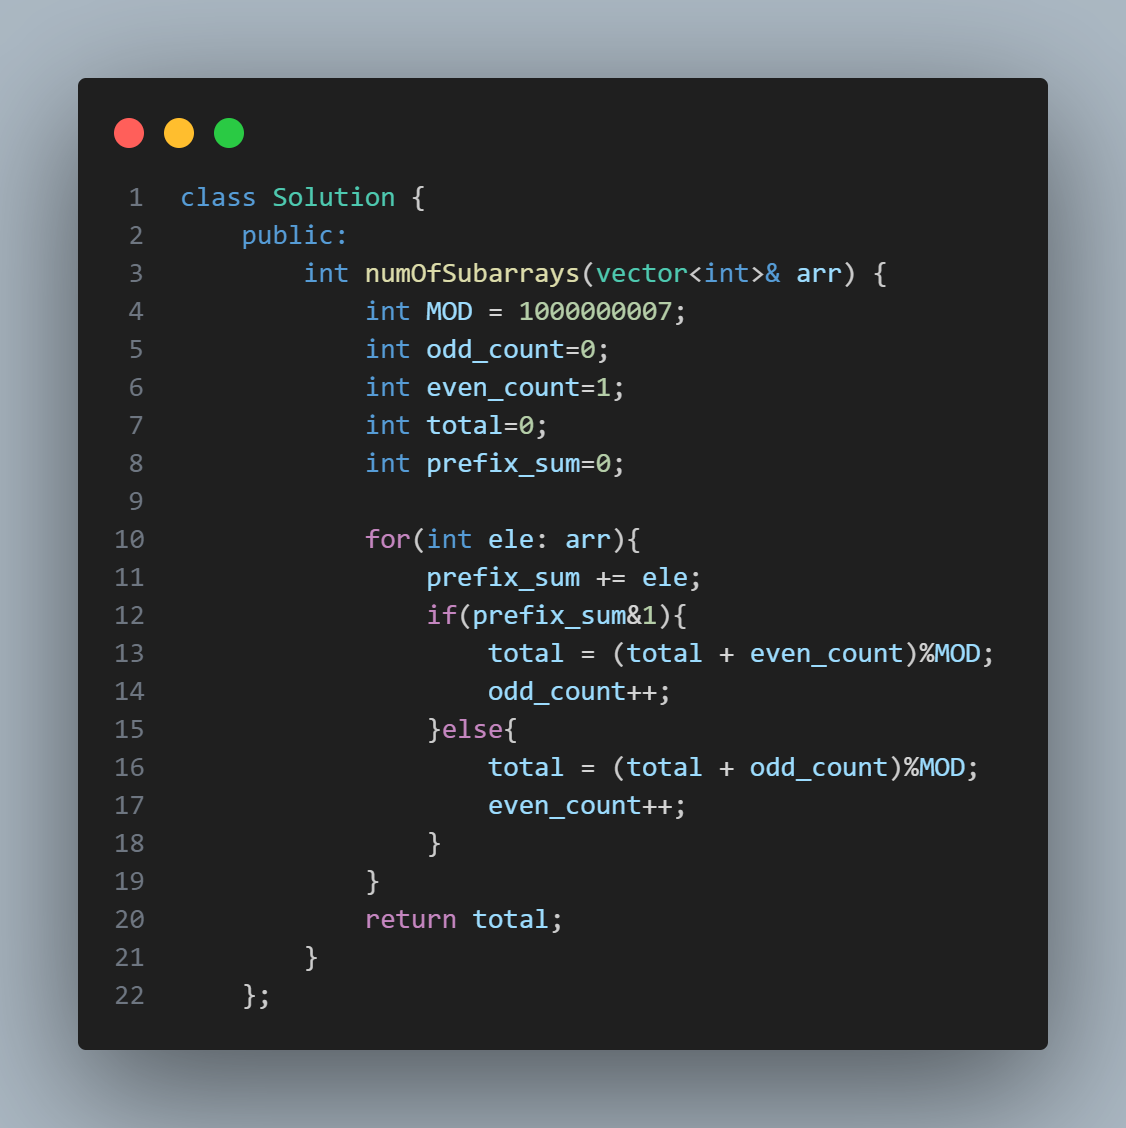 1 class Solution {
2     public:
3         int numOfSubarrays(vector<int>& arr) {
4             int MOD = 1000000007;
5             int odd_count=0;
6             int even_count=1;
7             int total=0;
8             int prefix_sum=0;
9
10             for(int ele: arr){
11                 prefix_sum += ele;
12                 if(prefix_sum&1){
13                     total = (total + even_count)%MOD;
14                     odd_count++;
15                 }else{
16                     total = (total + odd_count)%MOD;
17                     even_count++;
18                 }
19             }
20             return total;
21         }
22     };